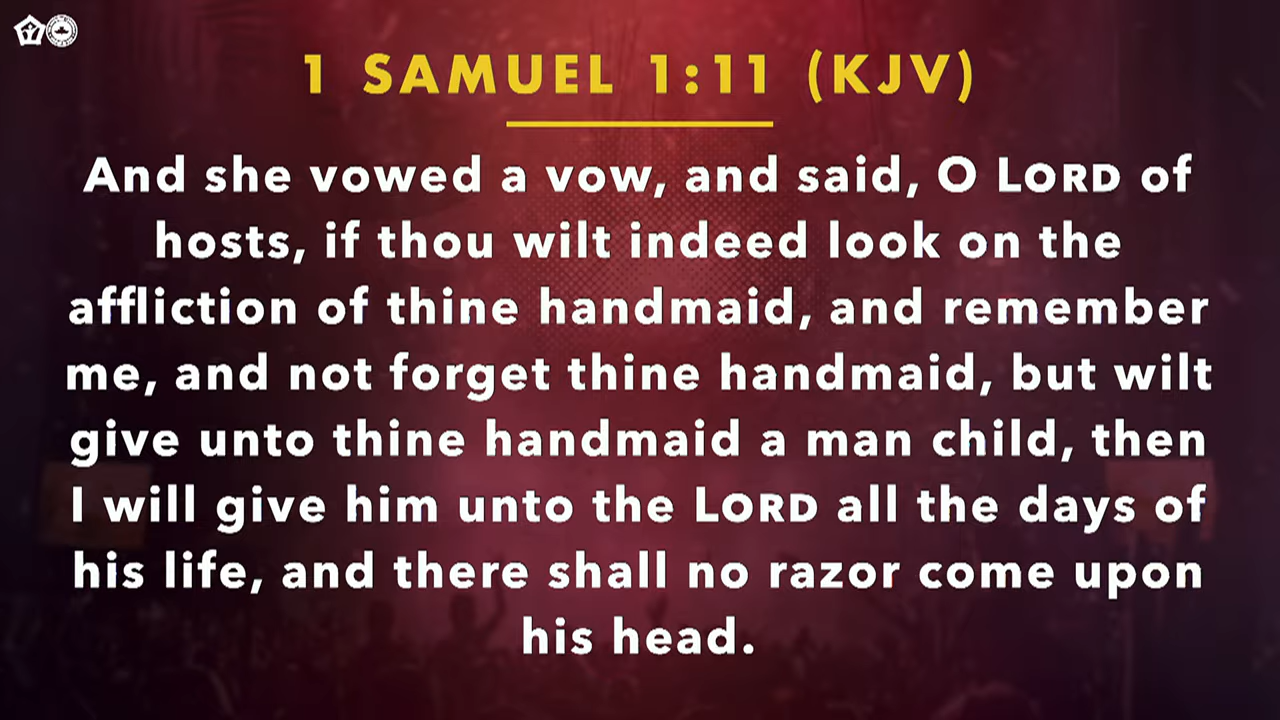 1 SAMUEL 1:11 (KJV)
And she vowed a vow, and said, O LORD of
hosts, if thou wilt indeed look on the
affliction of thine handmaid, and remember
me, and not forget thine handmaid, but wilt
give unto thine handmaid a man child, then
I will give him unto the LORD all the days of
his life, and there shall no razor come upon
his head.